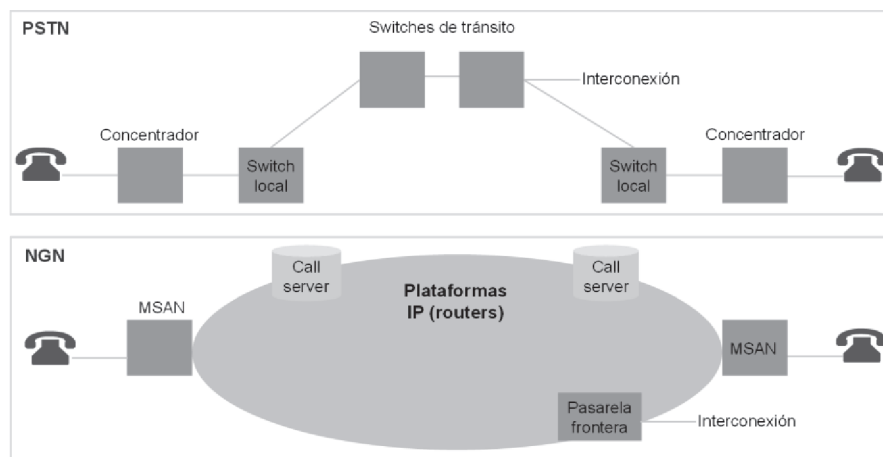 PSTN
Switches de tránsito
Interconexión
Concentrador
Switch
local
Switch
local
Concentrador
NGN
Call
server
Call
server
Plataformas
IP (routers)
MSAN
MSAN
Pasarela
frontera
Interconexión